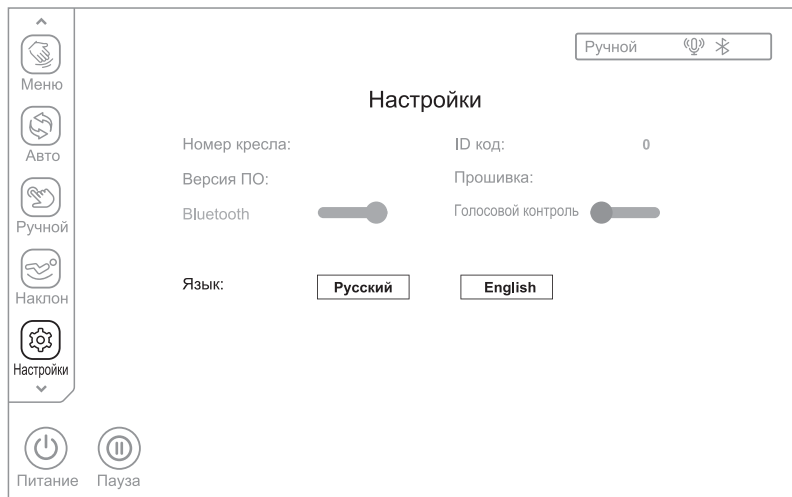 Ручной
Меню
Настройки
Авто
Номер кресла:
ID код: 0
Версия ПО:
Прошивка:
Ручной
Bluetooth
Голосовой контроль
Наклон
Язык:
Русский
English
Настройки
Питание
Пауза